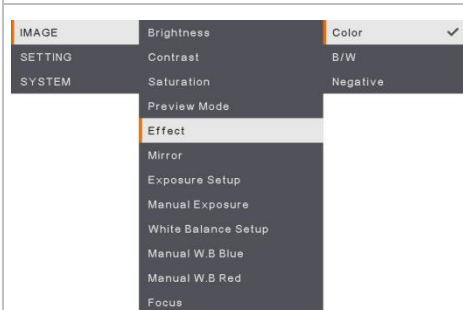 IMAGE
SETTING
SYSTEM
Brightness
Contrast
Saturation
Preview Mode
Effect
Mirror
Exposure Setup
Manual Exposure
White Balance Setup
Manual W.B Blue
Manual W.B Red
Focus
Color
B/W
Negative